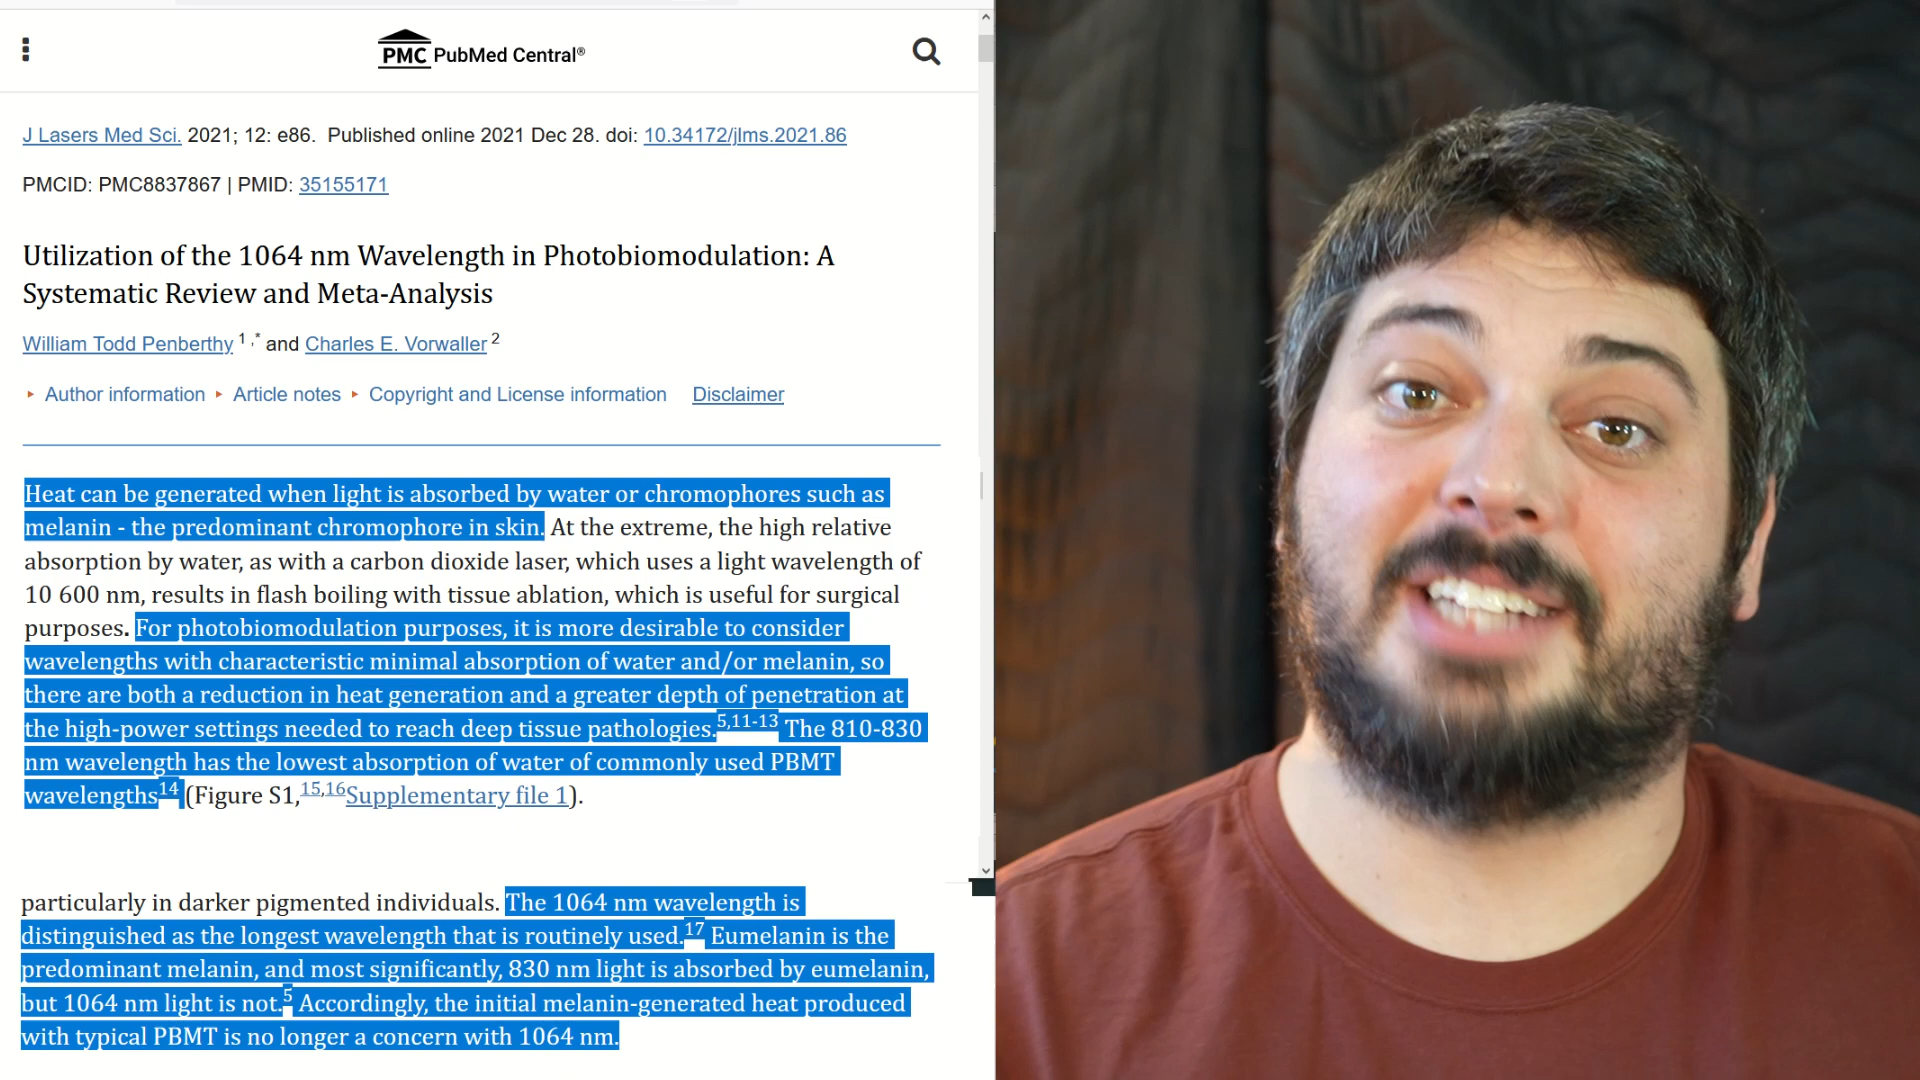 PMC PubMed Central®
J Lasers Med Sci. 2021; 12: e86. Published online 2021 Dec 28. doi: 10.34172/jlms.2021.86
PMCID: PMC8837867 | PMID: 35155171
Utilization of the 1064 nm Wavelength in Photobiomodulation: A
Systematic Review and Meta-Analysis
William Todd Penberthy 1,* and Charles E. Vorwaller 2
▸ Author information ▸ Article notes ▸ Copyright and License information Disclaimer
Heat can be generated when light is absorbed by water or chromophores such as
melanin - the predominant chromophore in skin. At the extreme, the high relative
absorption by water, as with a carbon dioxide laser, which uses a light wavelength of
10 600 nm, results in flash boiling with tissue ablation, which is useful for surgical
purposes. For photobiomodulation purposes, it is more desirable to consider
wavelengths with characteristic minimal absorption of water and/or melanin, so
there are both a reduction in heat generation and a greater depth of penetration at
the high-power settings needed to reach deep tissue pathologies.5,11-13 The 810-830
nm wavelength has the lowest absorption of water of commonly used PBMT
wavelengths14 (Figure S1,15,16Supplementary file 1).
particularly in darker pigmented individuals. The 1064 nm wavelength is
distinguished as the longest wavelength that is routinely used.17 Eumelanin is the
predominant melanin, and most significantly, 830 nm light is absorbed by eumelanin,
but 1064 nm light is not.5 Accordingly, the initial melanin-generated heat produced
with typical PBMT is no longer a concern with 1064 nm.